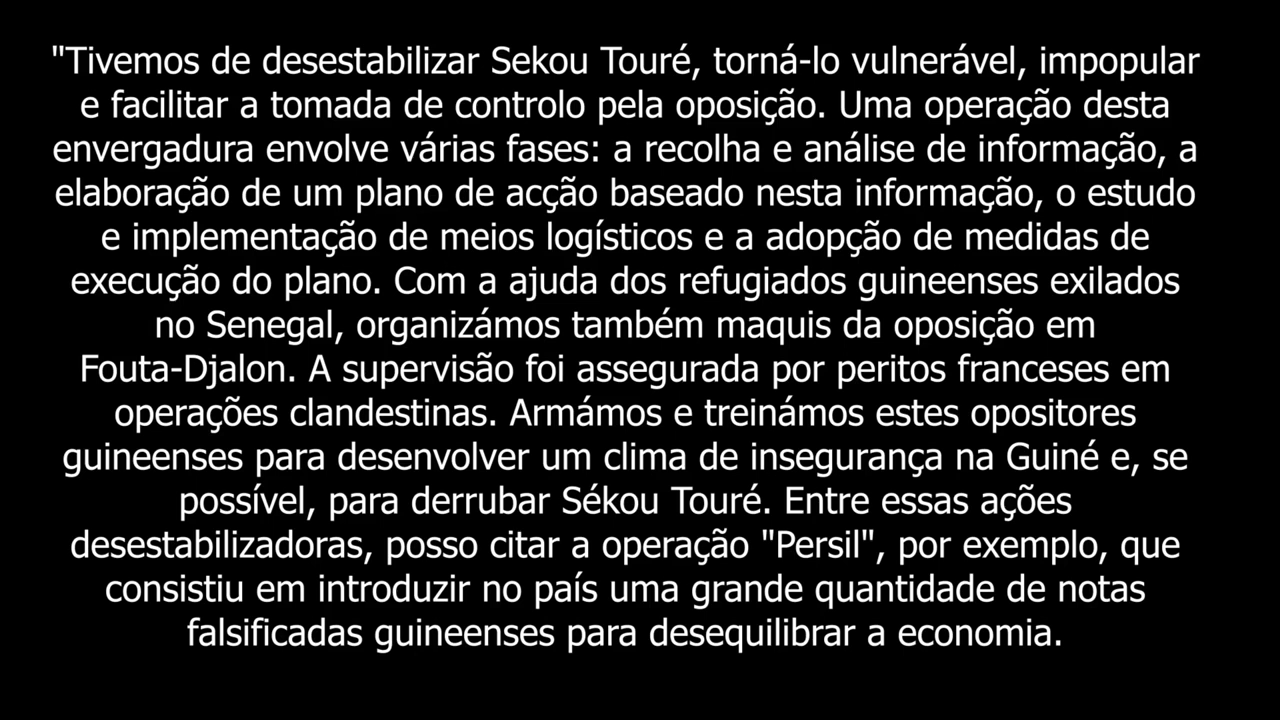 "Tivemos de desestabilizar Sekou Touré, torná-lo vulnerável, impopular
e facilitar a tomada de controlo pela oposição. Uma operação desta
envergadura envolve várias fases: a recolha e análise de informação, a
elaboração de um plano de acção baseado nesta informação, o estudo
e implementação de meios logísticos e a adopção de medidas de
execução do plano. Com a ajuda dos refugiados guineenses exilados
no Senegal, organizámos também maquis da oposição em
Fouta-Djalon. A supervisão foi assegurada por peritos franceses em
operações clandestinas. Armámos e treinámos estes opositores
guineenses para desenvolver um clima de insegurança na Guiné e, se
possível, para derrubar Sékou Touré. Entre essas ações
desestabilizadoras, posso citar a operação "Persil", por exemplo, que
consistiu em introduzir no país uma grande quantidade de notas
falsificadas guineenses para desequilibrar a economia.